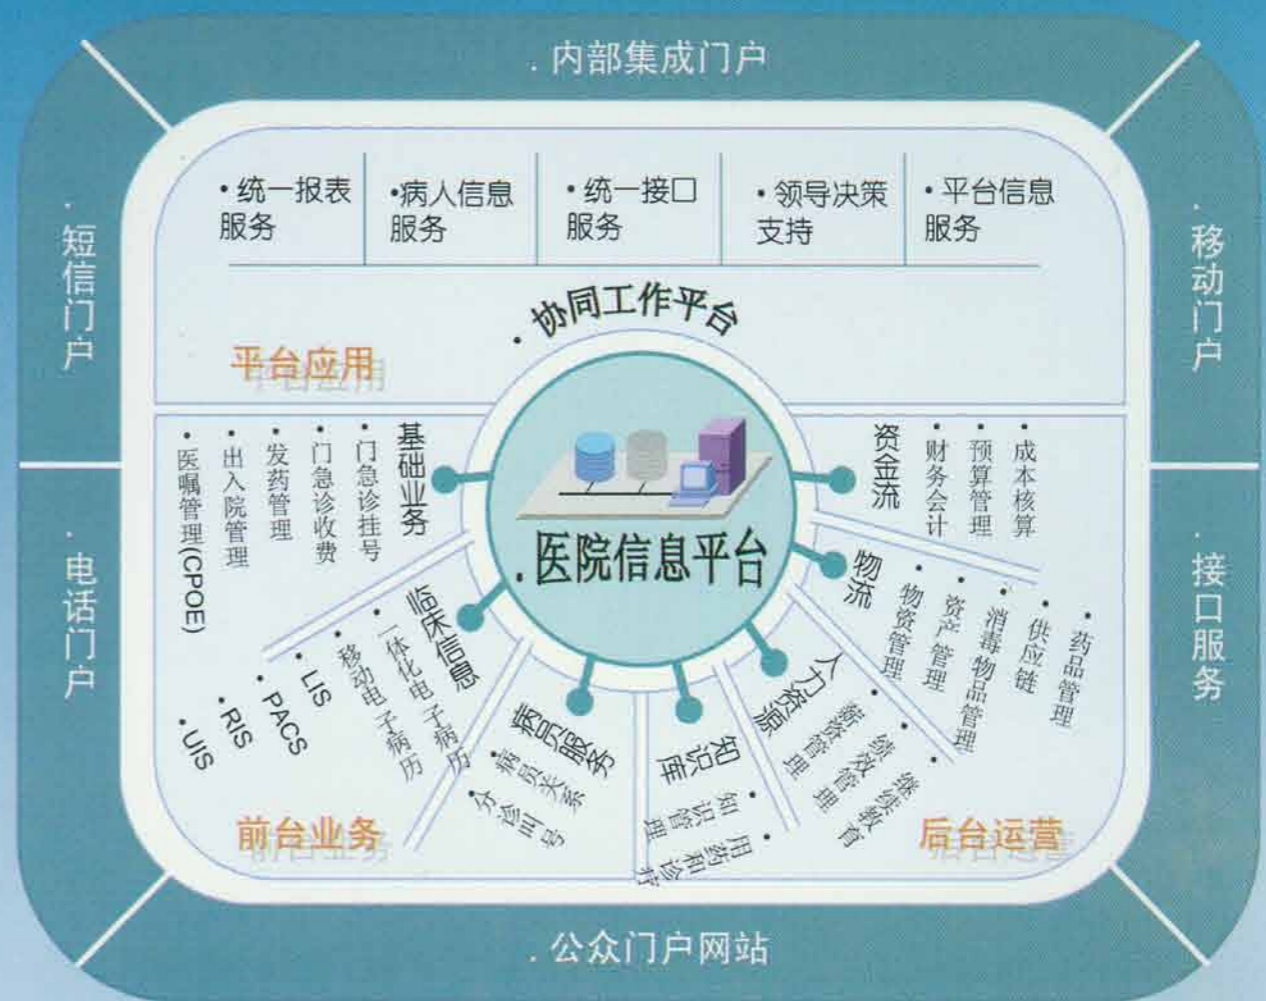 . 内部集成门户
. 短信门户
. 移动门户
. 电话门户
. 接口服务
. 公众门户网站
• 统一报表
服务
•病人信息
服务
• 统一接口
服务
• 领导决策
支持
• 平台信息
服务
• 协同工作平台
平台应用
. 医院信息平台
基础业务
• 门急诊挂号
• 门急诊收费
• 发药管理
• 出入院管理
• 医嘱管理(CPOE)
临床信息
• 一体化电子病历
• 移动电子病历
• LIS
• PACS
• RIS
• UIS
病员服务
• 病员关系
• 分诊叫号
前台业务
知识库
• 知识管理
• 用药和诊疗
人力资源
• 薪酬管理
• 绩效管理
• 继续教育
物流
• 物资管理
• 资产管理
• 消毒物品管理
• 供应链
• 药品管理
资金流
• 财务会计
• 预算管理
• 成本核算
后台运营